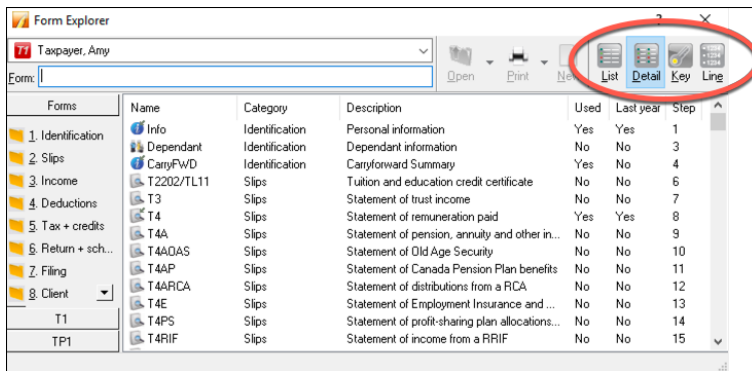 Form Explorer
?
T1 Taxpayer, Amy
Open Print New List Detail Key Line
Form:
Forms
1. Identification
2. Slips
3. Income
4. Deductions
5. Tax + credits
6. Return + sch...
7. Filing
8. Client
T1
TP1
Name Category Description Used Last year Step
Info Identification Personal information Yes Yes 1
Dependant Identification Dependant information No No 3
CarryFWD Identification Carryforward Summary Yes No 4
T2202/TL11 Slips Tuition and education credit certificate No No 6
T3 Slips Statement of trust income No No 7
T4 Slips Statement of remuneration paid Yes Yes 8
T4A Slips Statement of pension, annuity and other in... No No 9
T4AOAS Slips Statement of Old Age Security No No 10
T4AP Slips Statement of Canada Pension Plan benefits No No 11
T4ARCA Slips Statement of distributions from a RCA No No 12
T4E Slips Statement of Employment Insurance and ... No No 13
T4PS Slips Statement of profit-sharing plan allocations... No No 14
T4RIF Slips Statement of income from a RRIF No No 15